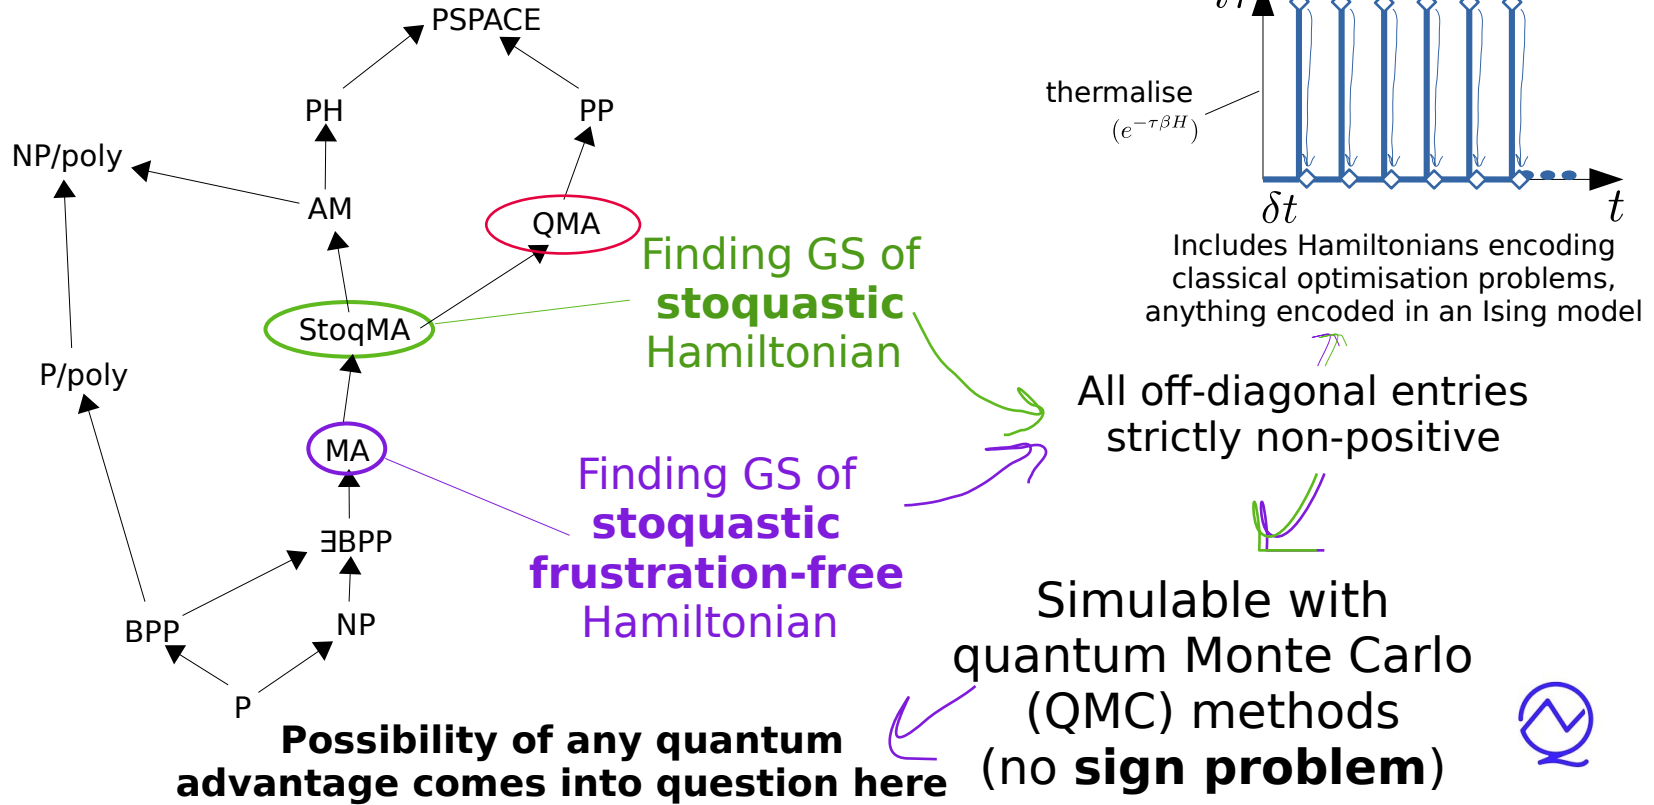 PSPACE
PH
PP
NP/poly
AM
QMA
StoqMA
P/poly
MA
∃BPP
BPP
NP
P
Finding GS of
stoquastic
Hamiltonian
Finding GS of
stoquastic
frustration-free
Hamiltonian
Possibility of any quantum
advantage comes into question here
thermalise
(e^{-τβH})
δt
t
Includes Hamiltonians encoding
classical optimisation problems,
anything encoded in an Ising model
All off-diagonal entries
strictly non-positive
Simulable with
quantum Monte Carlo
(QMC) methods
(no sign problem)